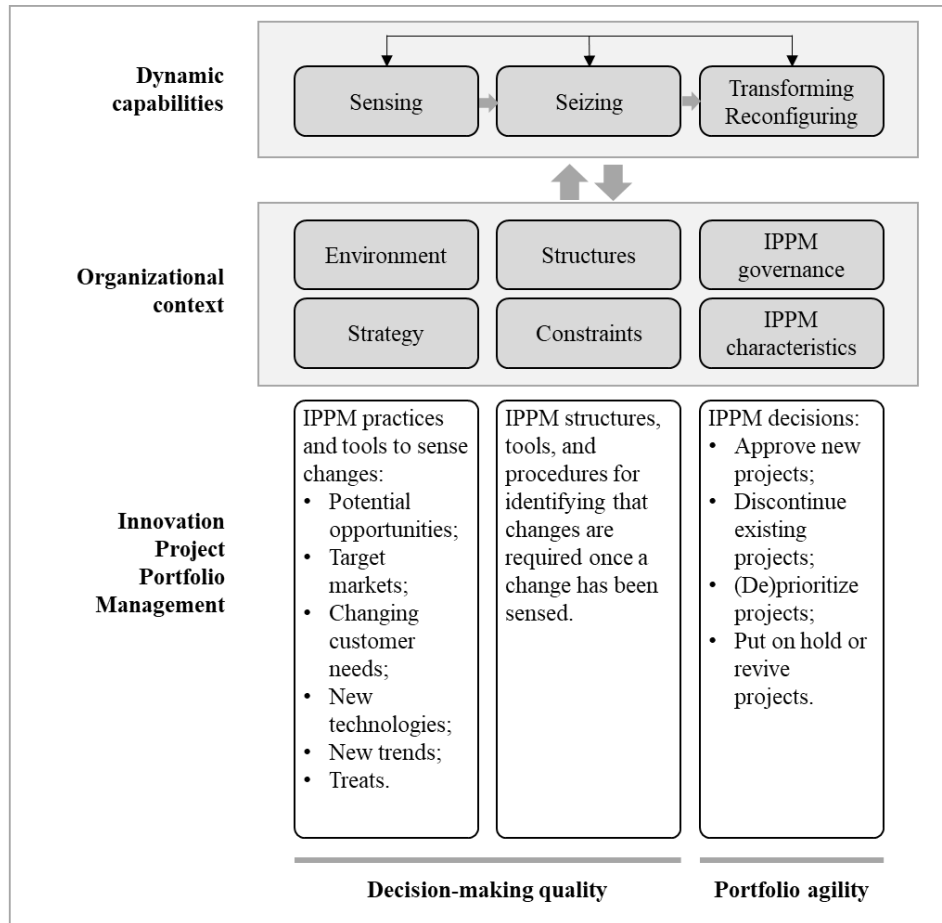 Dynamic
capabilities
Sensing
Seizing
Transforming
Reconfiguring
Organizational
context
Environment
Structures
IPPM
governance
Strategy
Constraints
IPPM
characteristics
Innovation
Project
Portfolio
Management
IPPM practices
and tools to sense
changes:
• Potential
opportunities;
• Target
markets;
• Changing
customer
needs;
• New
technologies;
• New trends;
• Treats.
IPPM structures,
tools, and
procedures for
identifying that
changes are
required once a
change has been
sensed.
IPPM decisions:
• Approve new
projects;
• Discontinue
existing
projects;
• (De)prioritize
projects;
• Put on hold or
revive
projects.
Decision-making quality
Portfolio agility